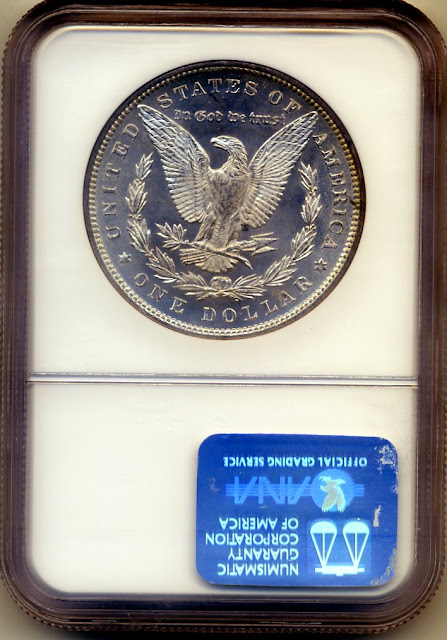 UNITED STATES OF AMERICA
In God we trust
ONE DOLLAR
NUMISMATIC
GUARANTY
CORPORATION
OF AMERICA
ANA
OFFICIAL GRADING SERVICE